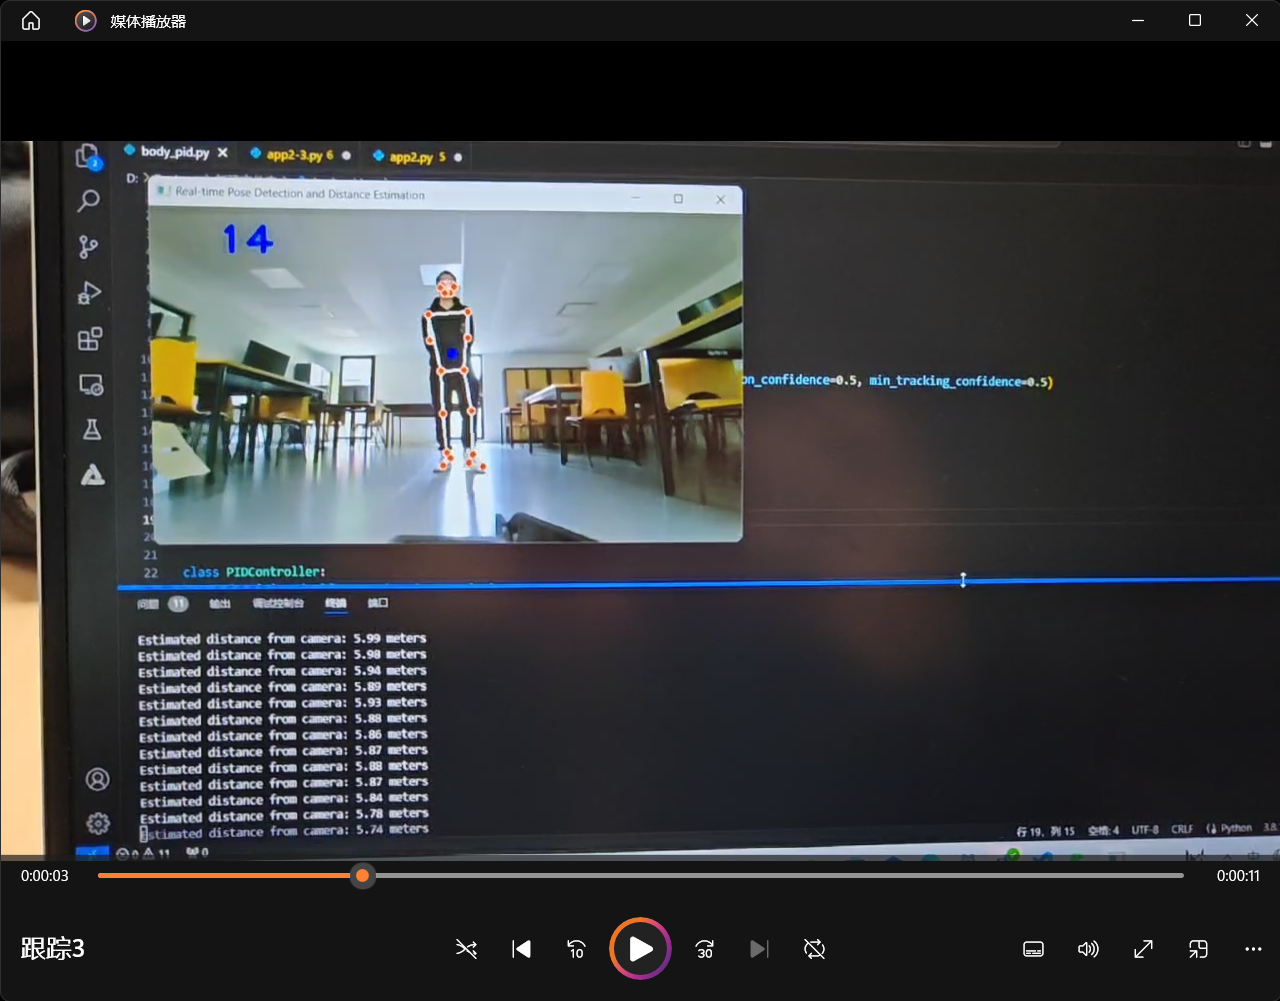 媒体播放器
2
body_pid.py
app2-3.py 6
app2.py 5
D:
Real-time Pose Detection and Distance Estimation
14
on_confidence=0.5, min_tracking_confidence=0.5)
19
20
21
22 class PIDController:
问题 11 输出 调试控制台 终端 端口
Estimated distance from camera: 5.99 meters
Estimated distance from camera: 5.98 meters
Estimated distance from camera: 5.94 meters
Estimated distance from camera: 5.89 meters
Estimated distance from camera: 5.93 meters
Estimated distance from camera: 5.88 meters
Estimated distance from camera: 5.86 meters
Estimated distance from camera: 5.87 meters
Estimated distance from camera: 5.88 meters
Estimated distance from camera: 5.87 meters
Estimated distance from camera: 5.84 meters
Estimated distance from camera: 5.78 meters
Estimated distance from camera: 5.74 meters
行 19，列 15 空格: 4 UTF-8 CRLF Python 3.8
0 11 0
0:00:03
0:00:11
跟踪3
10
30